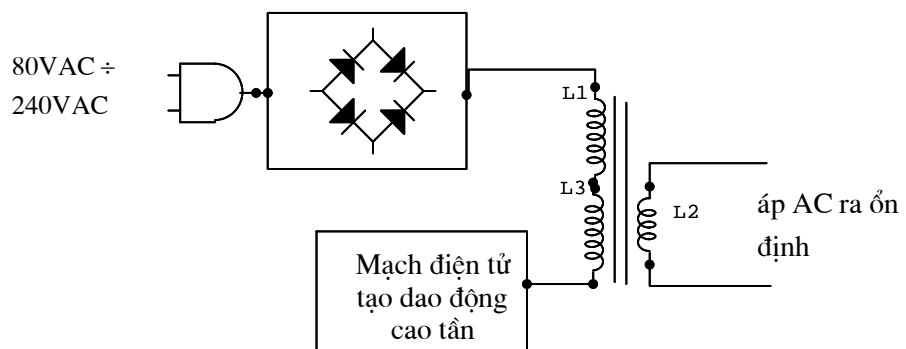 80VAC ÷
240VAC
L1
L3
L2
áp AC ra ổn
định
Mạch điện tử
tạo dao động
cao tần